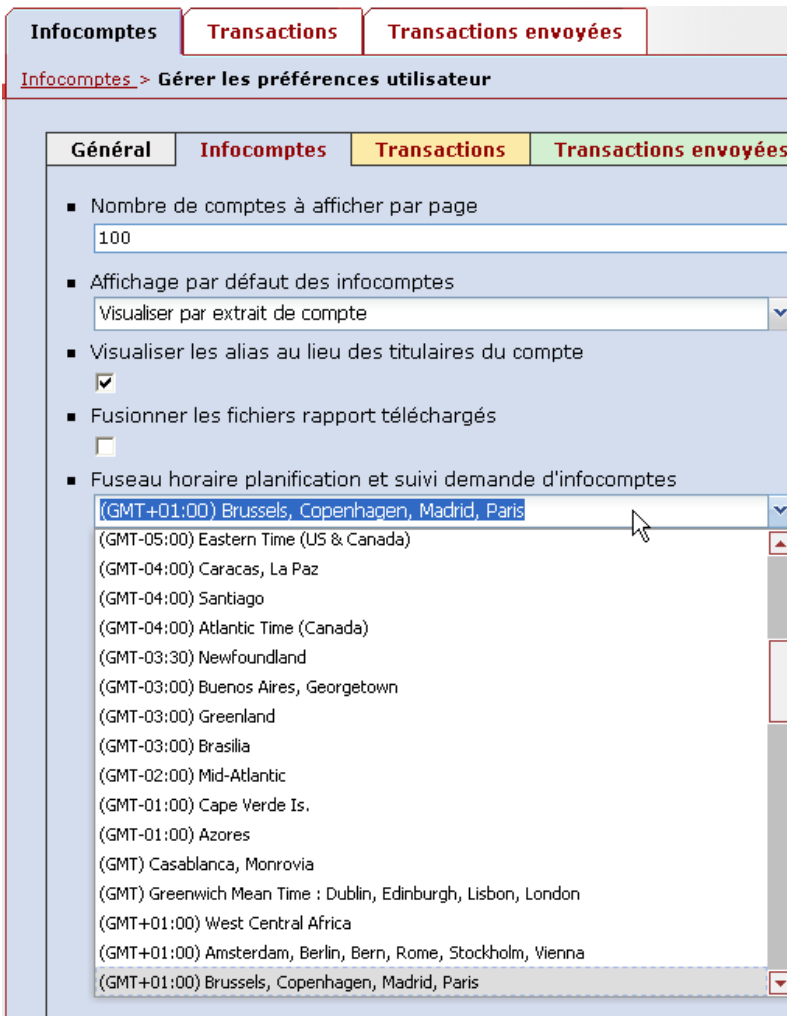 Infocomptes Transactions Transactions envoyées
Infocomptes > Gérer les préférences utilisateur
Général Infocomptes Transactions Transactions envoyées
Nombre de comptes à afficher par page
100
Affichage par défaut des infocomptes
Visualiser par extrait de compte
Visualiser les alias au lieu des titulaires du compte
Fusionner les fichiers rapport téléchargés
Fuseau horaire planification et suivi demande d'infocomptes
(GMT+01:00) Brussels, Copenhagen, Madrid, Paris
(GMT-05:00) Eastern Time (US & Canada)
(GMT-04:00) Caracas, La Paz
(GMT-04:00) Santiago
(GMT-04:00) Atlantic Time (Canada)
(GMT-03:30) Newfoundland
(GMT-03:00) Buenos Aires, Georgetown
(GMT-03:00) Greenland
(GMT-03:00) Brasilia
(GMT-02:00) Mid-Atlantic
(GMT-01:00) Cape Verde Is.
(GMT-01:00) Azores
(GMT) Casablanca, Monrovia
(GMT) Greenwich Mean Time : Dublin, Edinburgh, Lisbon, London
(GMT+01:00) West Central Africa
(GMT+01:00) Amsterdam, Berlin, Bern, Rome, Stockholm, Vienna
(GMT+01:00) Brussels, Copenhagen, Madrid, Paris